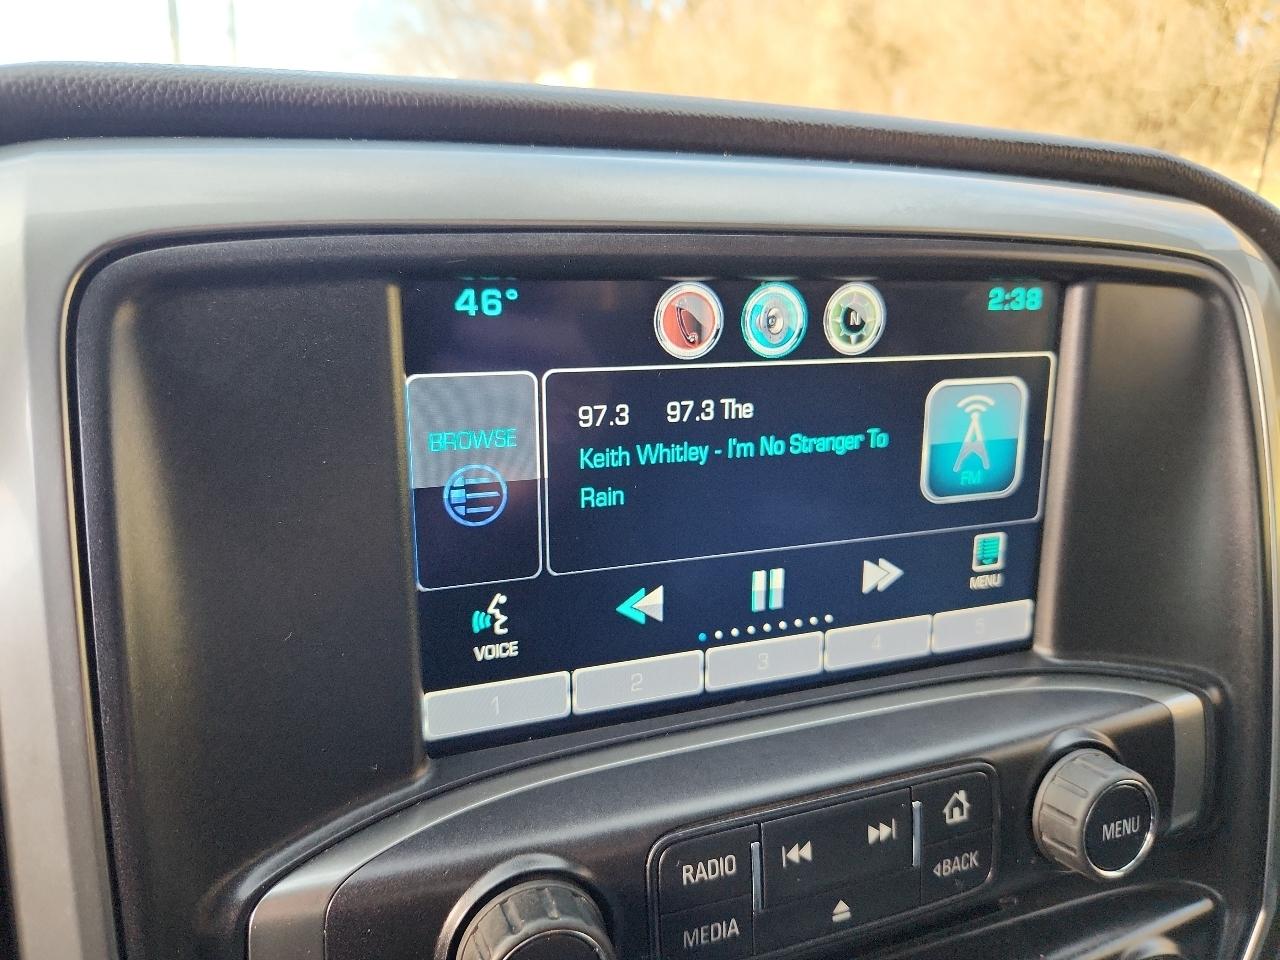 46°
N
2:38
BROWSE
97.3 97.3 The
Keith Whitley - I'm No Stranger To
Rain
FM
VOICE
MENU
1 2 3 4 5
RADIO
MEDIA
BACK
MENU